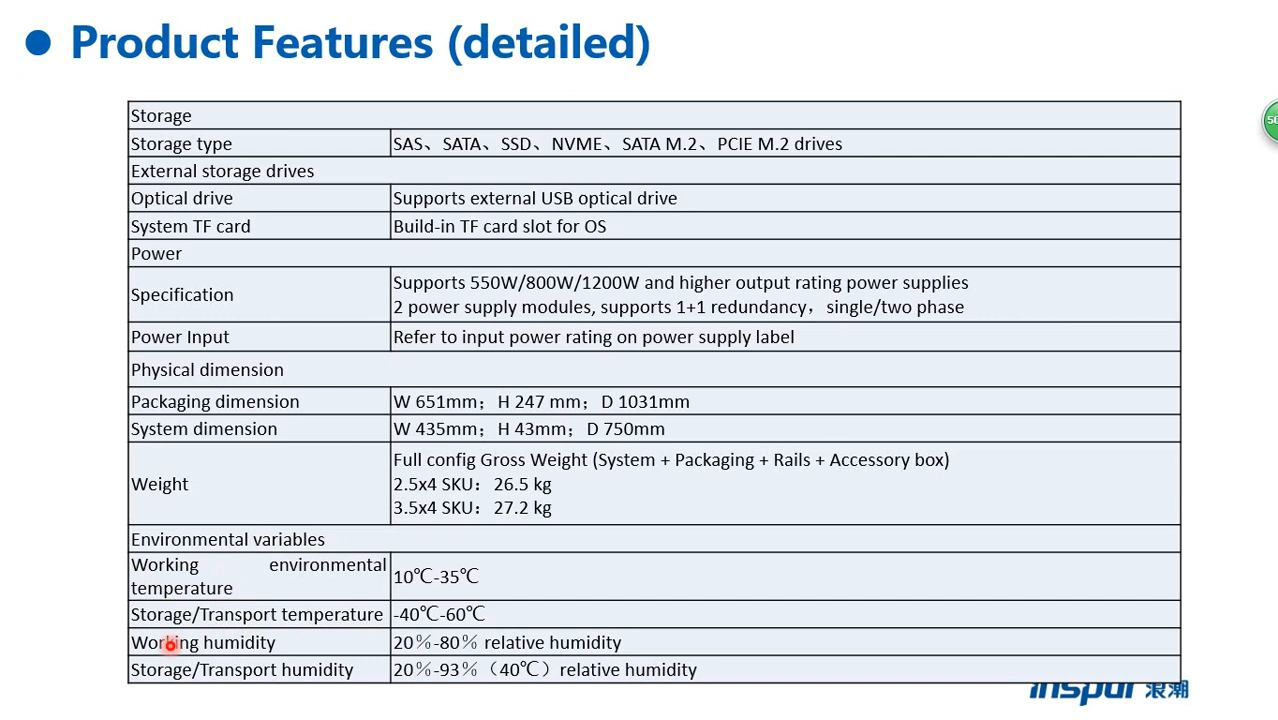 Product Features (detailed)
Storage
Storage type
SAS、SATA、SSD、NVME、SATA M.2、PCIE M.2 drives
External storage drives
Optical drive
Supports external USB optical drive
System TF card
Build-in TF card slot for OS
Power
Specification
Supports 550W/800W/1200W and higher output rating power supplies
2 power supply modules, supports 1+1 redundancy，single/two phase
Power Input
Refer to input power rating on power supply label
Physical dimension
Packaging dimension
W 651mm；H 247 mm；D 1031mm
System dimension
W 435mm；H 43mm；D 750mm
Weight
Full config Gross Weight (System + Packaging + Rails + Accessory box)
2.5x4 SKU：26.5 kg
3.5x4 SKU：27.2 kg
Environmental variables
Working environmental
temperature
10℃-35℃
Storage/Transport temperature
-40℃-60℃
Working humidity
20％-80％ relative humidity
Storage/Transport humidity
20％-93％（40℃）relative humidity
inspur 浪潮